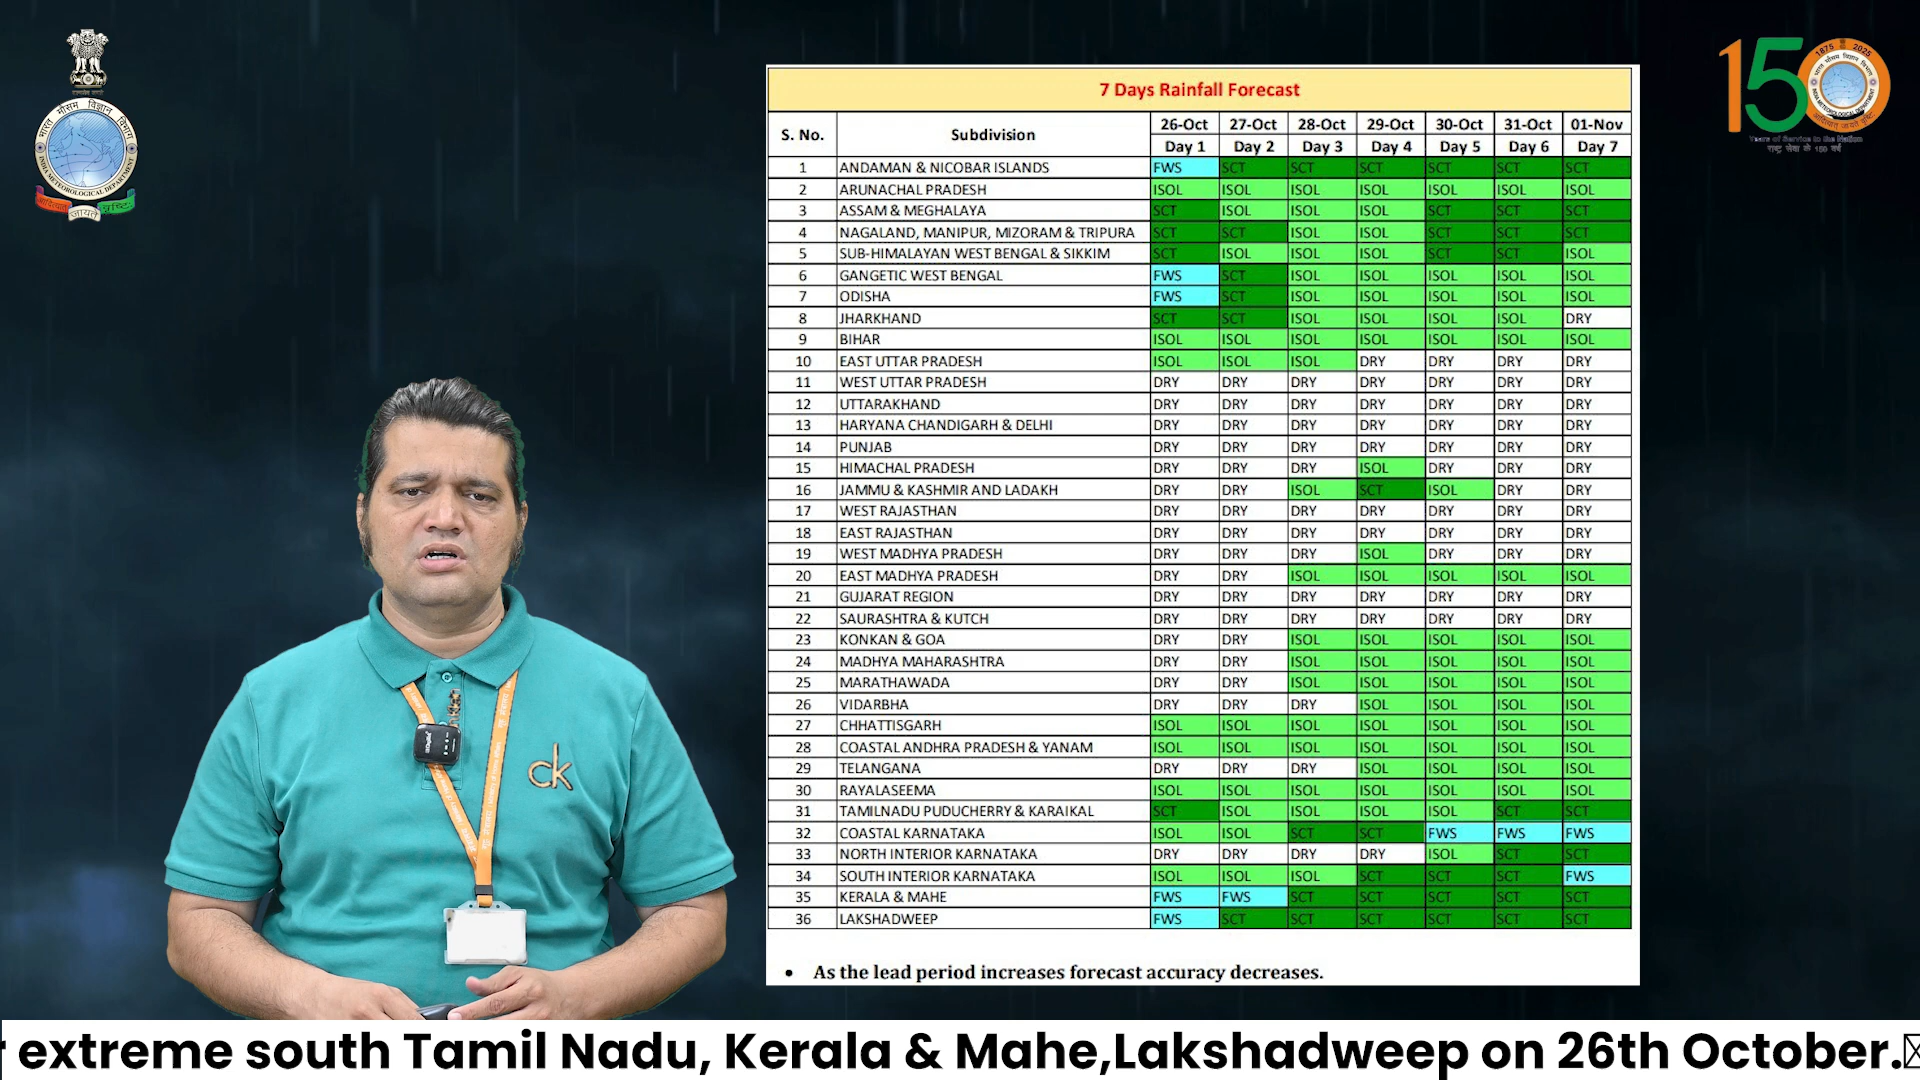 150
1875 2025
Years of Service to the Nation
राष्ट्र सेवा के 150 वर्ष
भारत मौसम विज्ञान विभाग
INDIA METEOROLOGICAL DEPARTMENT
जायते
7 Days Rainfall Forecast
S. No. Subdivision 26-Oct 27-Oct 28-Oct 29-Oct 30-Oct 31-Oct 01-Nov
Day 1 Day 2 Day 3 Day 4 Day 5 Day 6 Day 7
1 ANDAMAN & NICOBAR ISLANDS FWS SCT SCT SCT SCT SCT SCT
2 ARUNACHAL PRADESH ISOL ISOL ISOL ISOL ISOL ISOL ISOL
3 ASSAM & MEGHALAYA SCT ISOL ISOL ISOL SCT SCT SCT
4 NAGALAND, MANIPUR, MIZORAM & TRIPURA SCT SCT ISOL ISOL SCT SCT SCT
5 SUB-HIMALAYAN WEST BENGAL & SIKKIM SCT ISOL ISOL ISOL SCT SCT ISOL
6 GANGETIC WEST BENGAL FWS SCT ISOL ISOL ISOL ISOL ISOL
7 ODISHA FWS SCT ISOL ISOL ISOL ISOL ISOL
8 JHARKHAND SCT SCT ISOL ISOL ISOL ISOL DRY
9 BIHAR ISOL ISOL ISOL ISOL ISOL ISOL ISOL
10 EAST UTTAR PRADESH ISOL ISOL ISOL DRY DRY DRY DRY
11 WEST UTTAR PRADESH DRY DRY DRY DRY DRY DRY DRY
12 UTTARAKHAND DRY DRY DRY DRY DRY DRY DRY
13 HARYANA CHANDIGARH & DELHI DRY DRY DRY DRY DRY DRY DRY
14 PUNJAB DRY DRY DRY DRY DRY DRY DRY
15 HIMACHAL PRADESH DRY DRY DRY ISOL DRY DRY DRY
16 JAMMU & KASHMIR AND LADAKH DRY DRY ISOL SCT ISOL DRY DRY
17 WEST RAJASTHAN DRY DRY DRY DRY DRY DRY DRY
18 EAST RAJASTHAN DRY DRY DRY DRY DRY DRY DRY
19 WEST MADHYA PRADESH DRY DRY DRY ISOL DRY DRY DRY
20 EAST MADHYA PRADESH DRY DRY ISOL ISOL ISOL ISOL ISOL
21 GUJARAT REGION DRY DRY DRY DRY DRY DRY DRY
22 SAURASHTRA & KUTCH DRY DRY DRY DRY DRY DRY DRY
23 KONKAN & GOA DRY DRY ISOL ISOL ISOL ISOL ISOL
24 MADHYA MAHARASHTRA DRY DRY ISOL ISOL ISOL ISOL ISOL
25 MARATHAWADA DRY DRY ISOL ISOL ISOL ISOL ISOL
26 VIDARBHA DRY DRY DRY ISOL ISOL ISOL ISOL
27 CHHATTISGARH ISOL ISOL ISOL ISOL ISOL ISOL ISOL
28 COASTAL ANDHRA PRADESH & YANAM ISOL ISOL ISOL ISOL ISOL ISOL ISOL
29 TELANGANA DRY DRY DRY ISOL ISOL ISOL ISOL
30 RAYALASEEMA ISOL ISOL ISOL ISOL ISOL ISOL ISOL
31 TAMILNADU PUDUCHERRY & KARAIKAL SCT ISOL ISOL ISOL ISOL SCT SCT
32 COASTAL KARNATAKA ISOL ISOL SCT SCT FWS FWS FWS
33 NORTH INTERIOR KARNATAKA DRY DRY DRY DRY ISOL SCT SCT
34 SOUTH INTERIOR KARNATAKA ISOL ISOL ISOL SCT SCT SCT FWS
35 KERALA & MAHE FWS FWS SCT SCT SCT SCT SCT
36 LAKSHADWEEP FWS SCT SCT SCT SCT SCT SCT
• As the lead period increases forecast accuracy decreases.
ck
extreme south Tamil Nadu, Kerala & Mahe,Lakshadweep on 26th October.